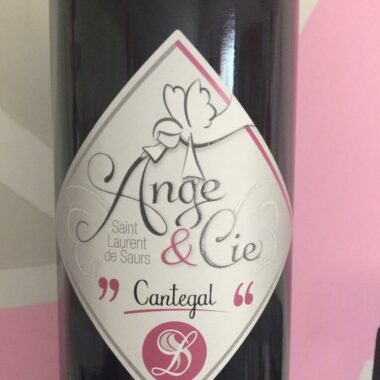 Ange
Saint
Laurent
de Saurs
& Cie
” Cantegal “